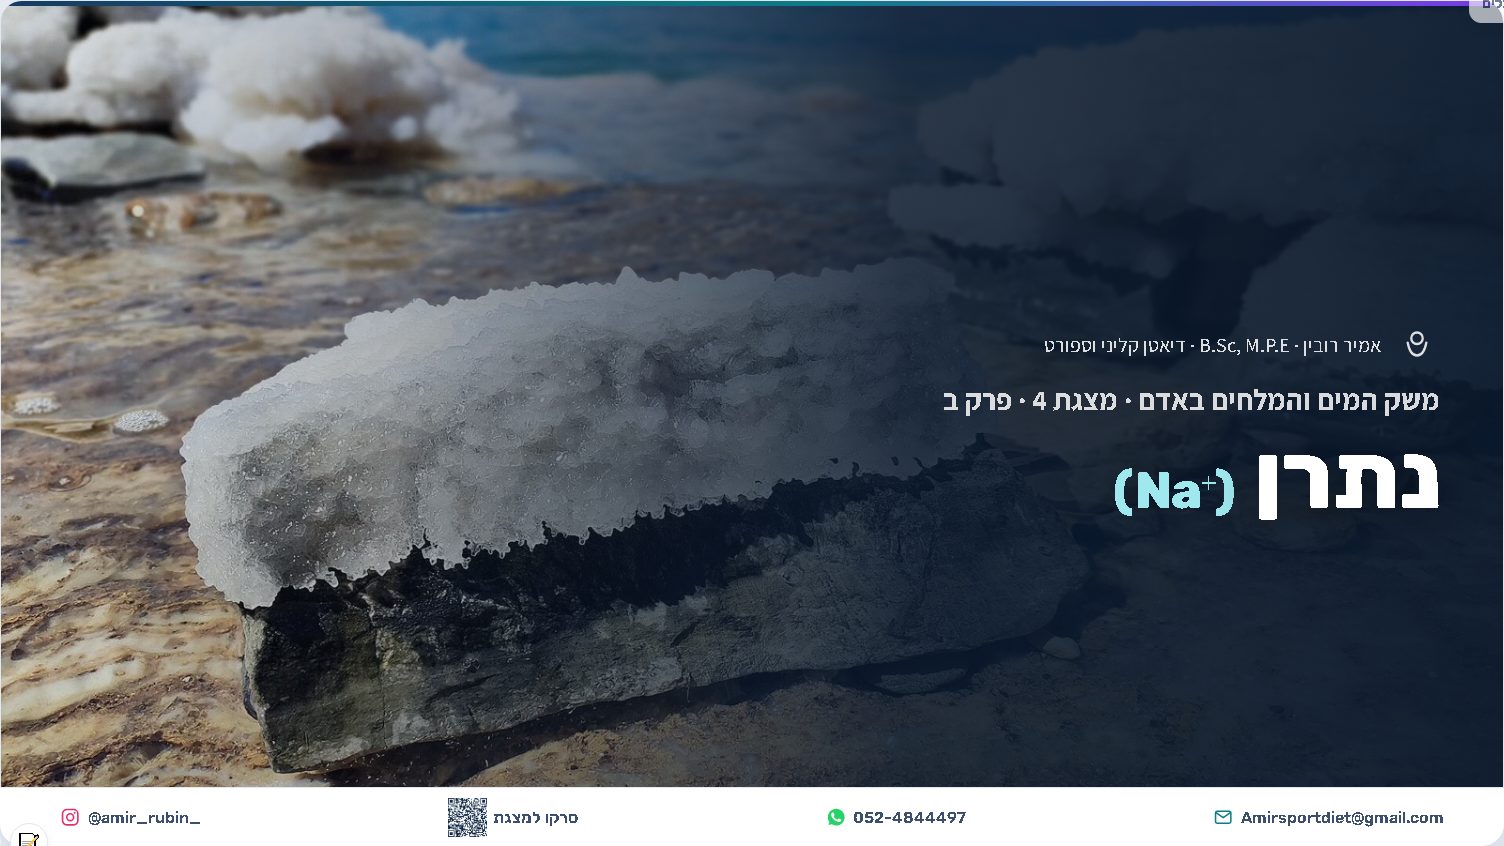 אמיר רובין · B.Sc, M.P.E · דיאטן קליני וספורט
משק המים והמלחים באדם · מצגת 4 · פרק ב
נתרן (Na⁺)
@amir_rubin_
סרקו למצגת
052-4844497
Amirsportdiet@gmail.com